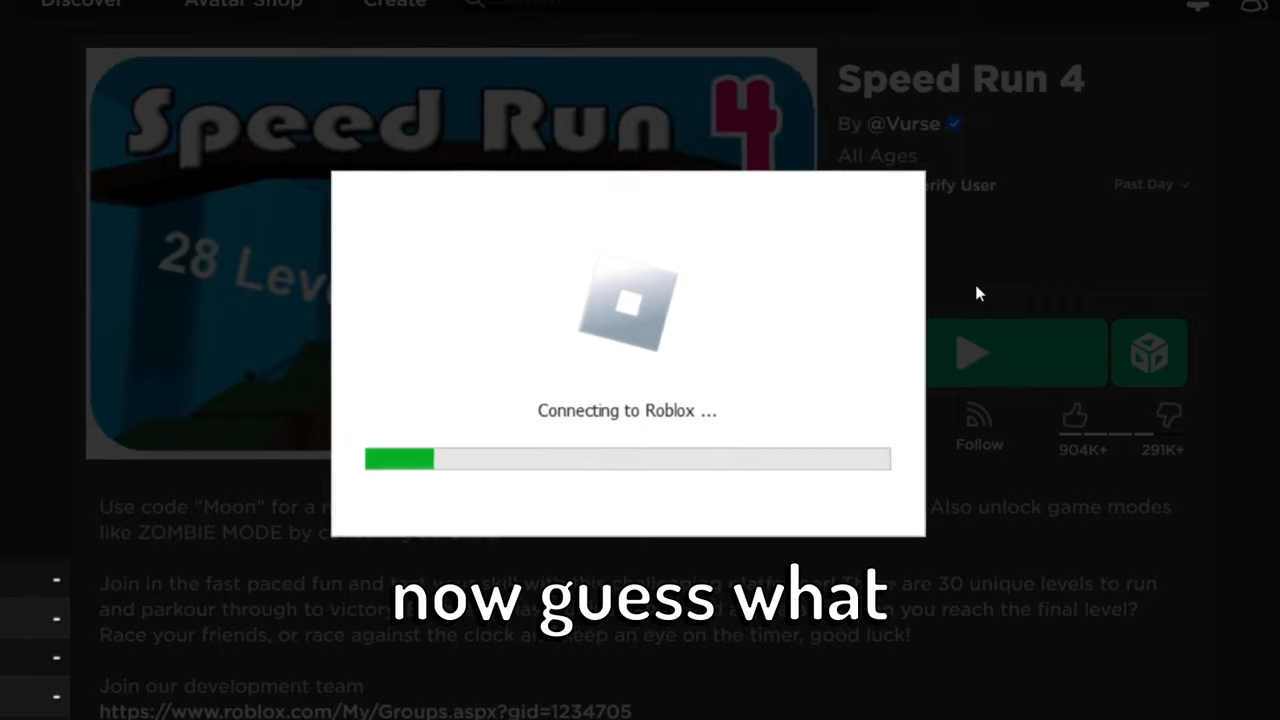 Discover Avatar Shop Create
Speed Run 4
28 Leve
Speed Run 4
By @Vurse
All Ages
erify User
Past Day
Connecting to Roblox ...
Follow
904K+
291K+
Use code "Moon" for a Also unlock game modes
like ZOMBIE MODE by
Join in the fast paced fun and are 30 unique levels to run
and parkour through to victory you reach the final level?
Race your friends, or race against the clock eep an eye on the timer, good luck!
now guess what
Join our development team
https://www.roblox.com/My/Groups.aspx?gid=1234705